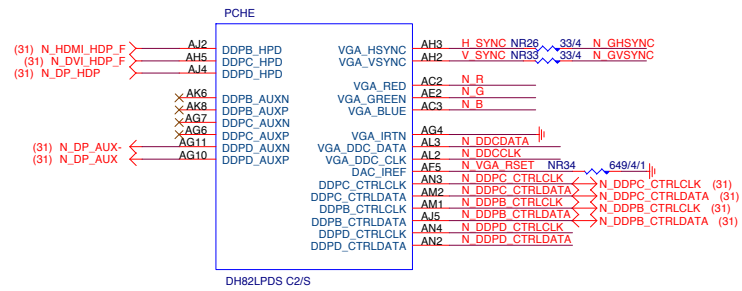 PCHE
(31) N_HDMI_HDP_F AJ2 DDPB_HPD VGA_HSYNC AH3 H_SYNC NR26 33/4 N_GHSYNC
(31) N_DVI_HDP_F AH5 DDPC_HPD VGA_VSYNC AH2 V_SYNC NR33 33/4 N_GVSYNC
(31) N_DP_HDP AJ4 DDPD_HPD
VGA_RED AC2 N_R
AK6 DDPB_AUXN VGA_GREEN AE2 N_G
AK8 DDPB_AUXP VGA_BLUE AC3 N_B
AG7 DDPC_AUXN
AG6 DDPC_AUXP VGA_IRTN AG4
(31) N_DP_AUX- AG11 DDPD_AUXN VGA_DDC_DATA AL3 N_DDCDATA
(31) N_DP_AUX AG10 DDPD_AUXP VGA_DDC_CLK AL2 N_DDCCLK
DAC_IREF AF5 N_VGA_RSET NR34 649/4/1
DDPC_CTRLCLK AN3 N_DDPC_CTRLCLK N_DDPC_CTRLCLK (31)
DDPC_CTRLDATA AM2 N_DDPC_CTRLDATA N_DDPC_CTRLDATA (31)
DDPB_CTRLCLK AM1 N_DDPB_CTRLCLK N_DDPB_CTRLCLK (31)
DDPB_CTRLDATA AJ5 N_DDPB_CTRLDATA N_DDPB_CTRLDATA (31)
DDPD_CTRLCLK AN4 N_DDPD_CTRLCLK
DDPD_CTRLDATA AN2 N_DDPD_CTRLDATA
DH82LPDS C2/S